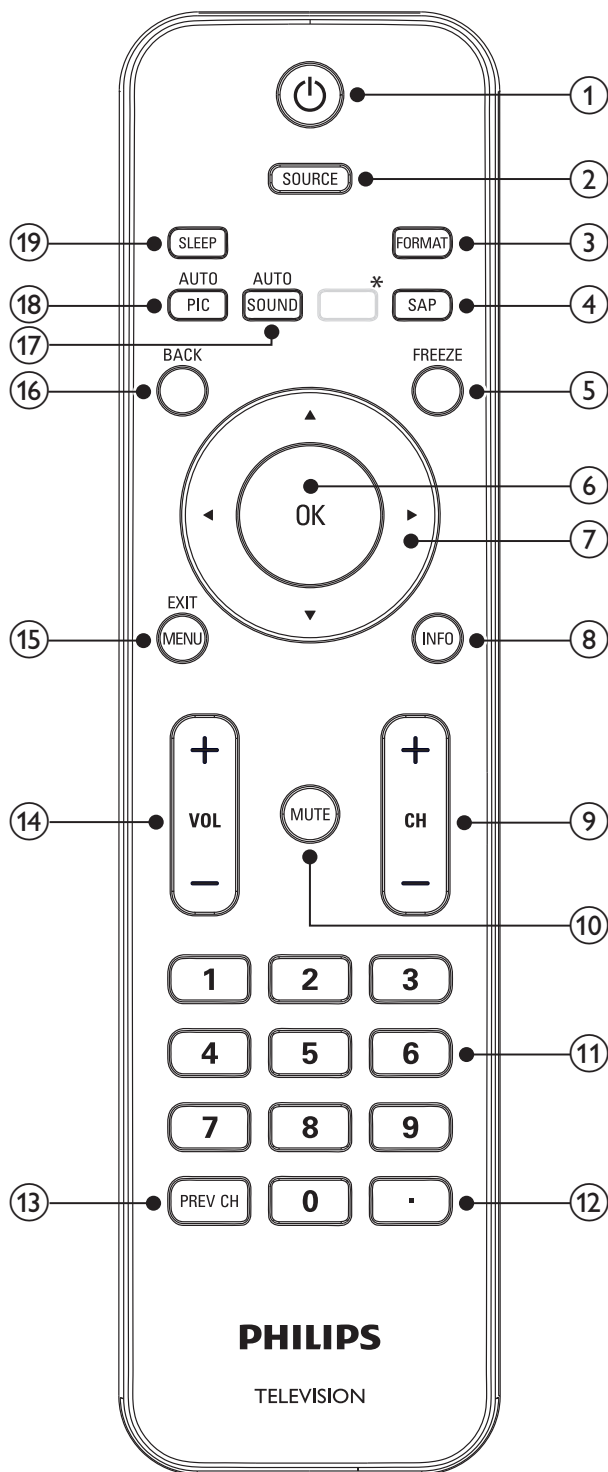 ①
SOURCE ②
⑲ SLEEP FORMAT ③
AUTO AUTO *
⑱ PIC SOUND SAP ④
⑰
BACK FREEZE
⑯ ⑤
⑥
OK
⑦
EXIT
⑮ MENU INFO ⑧
+ +
⑭ VOL MUTE CH ⑨
− −
⑩
1 2 3
4 5 6 ⑪
7 8 9
⑬ PREV CH 0 · ⑫
PHILIPS
TELEVISION